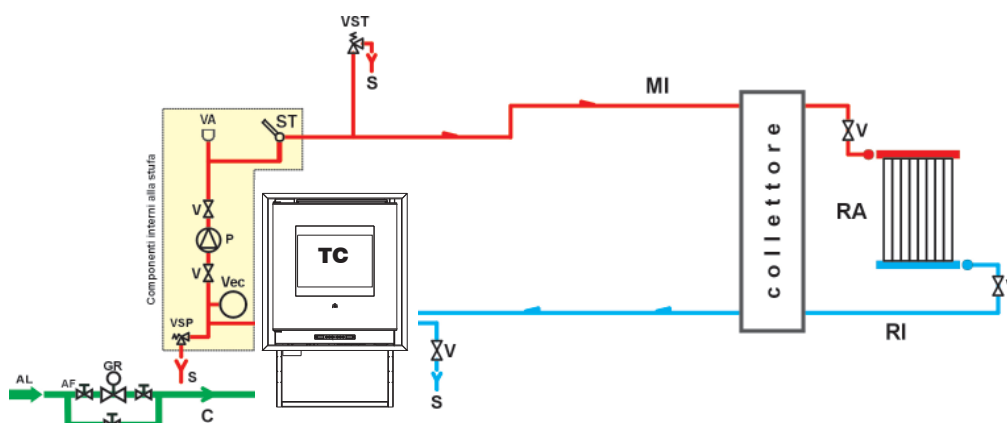 VST
S
MI
VA
ST
V
collettore
V
RA
Componenti interni alla stufa
P
V
Vec
TC
VSP
V
RI
V
S
S
AL
AF
GR
C